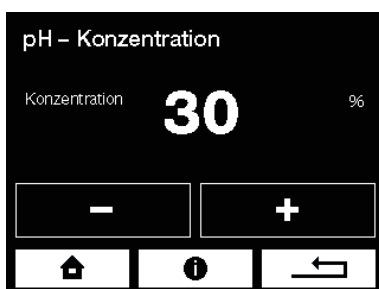 pH – Konzentration
Konzentration 30 %
– +